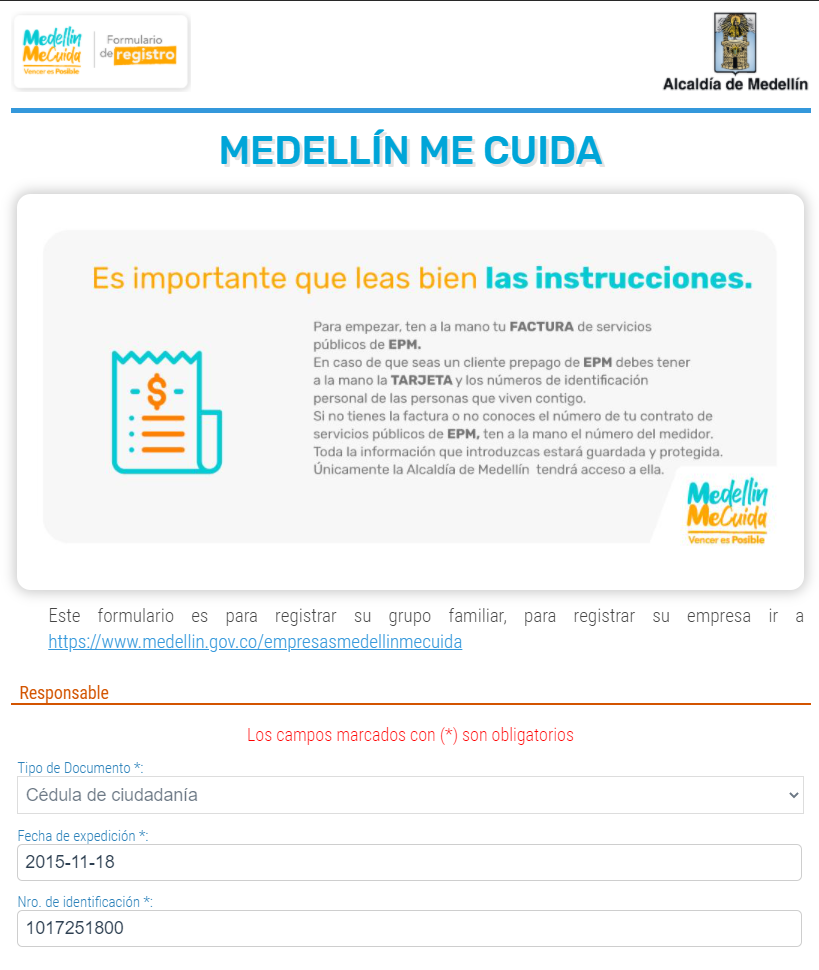 Medellín
MeCuida
Vencer es Posible
Formulario
de registro
Alcaldía de Medellín
MEDELLÍN ME CUIDA
Es importante que leas bien las instrucciones.
Para empezar, ten a la mano tu FACTURA de servicios
públicos de EPM.
En caso de que seas un cliente prepago de EPM debes tener
a la mano la TARJETA y los números de identificación
personal de las personas que viven contigo.
Si no tienes la factura o no conoces el número de tu contrato de
servicios públicos de EPM, ten a la mano el número del medidor.
Toda la información que introduzcas estará guardada y protegida.
Únicamente la Alcaldía de Medellín tendrá acceso a ella.
$
Medellín
MeCuida
Vencer es Posible
Este formulario es para registrar su grupo familiar, para registrar su empresa ir a
https://www.medellin.gov.co/empresasmedellinmecuida
Responsable
Los campos marcados con (*) son obligatorios
Tipo de Documento *:
Cédula de ciudadanía
Fecha de expedición *:
2015-11-18
Nro. de identificación *:
1017251800